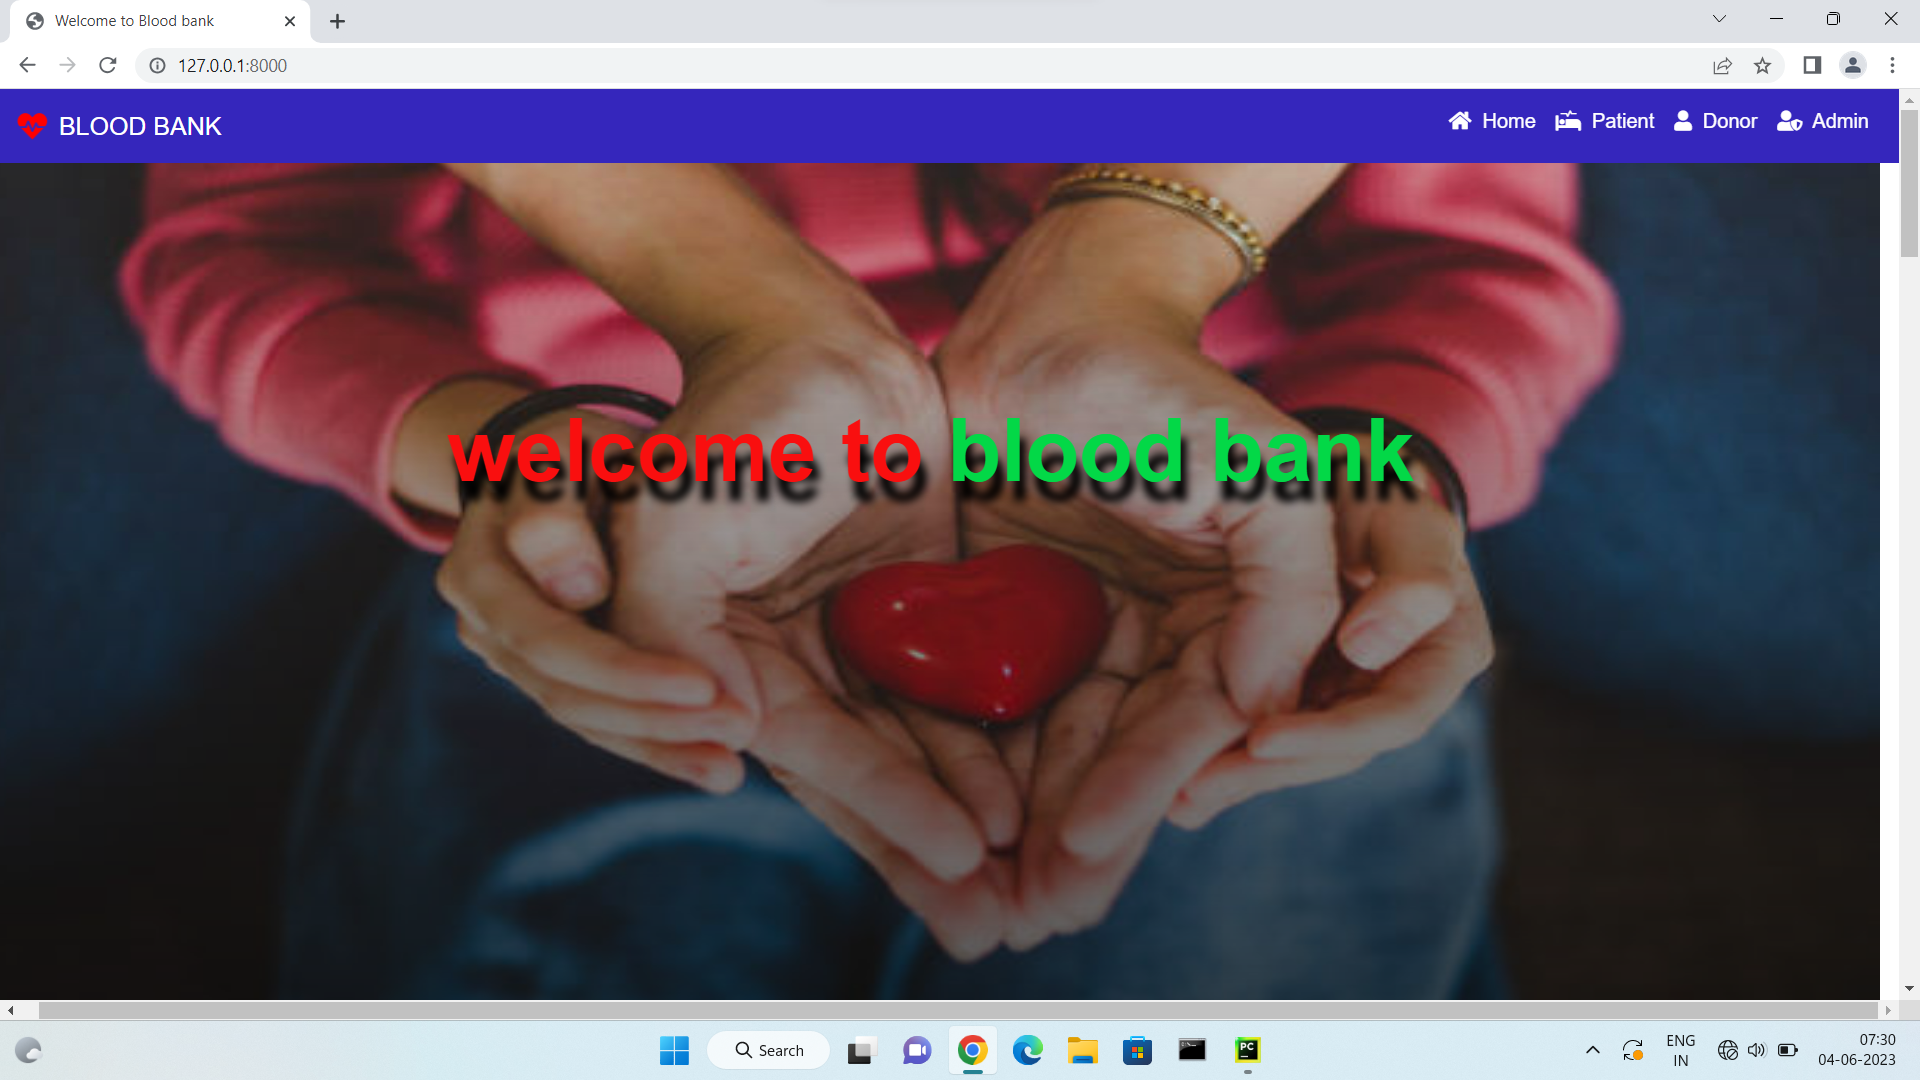 Welcome to Blood bank
127.0.0.1:8000
BLOOD BANK
Home Patient Donor Admin
welcome to blood bank
Search
PC
ENG
IN
07:30
04-06-2023